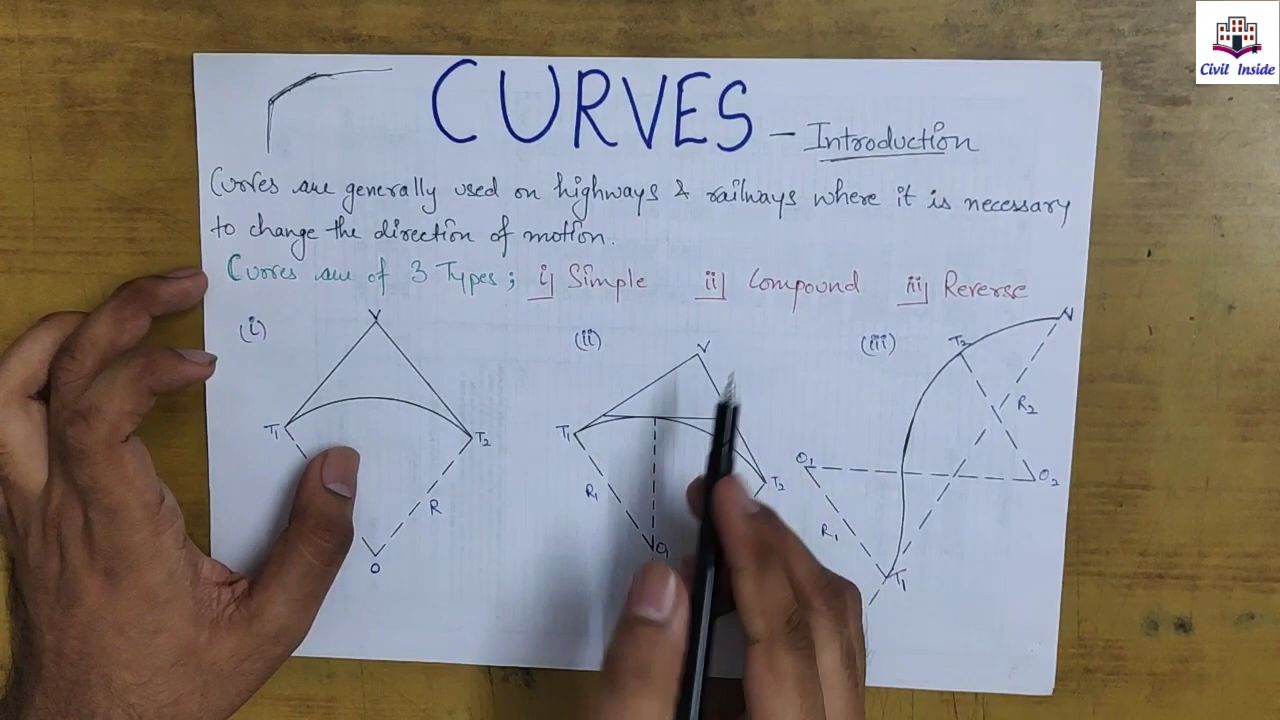 CURVES - Introduction
Curves are generally used on highways & railways where it is necessary
to change the direction of motion.
Curves are of 3 Types; i) Simple ii) Compound iii) Reverse
(i)
V
T1
T2
R
O
(ii)
V
T1
T2
R1
O1
(iii)
V
T2
R2
O1
O2
R1
T1
Civil Inside